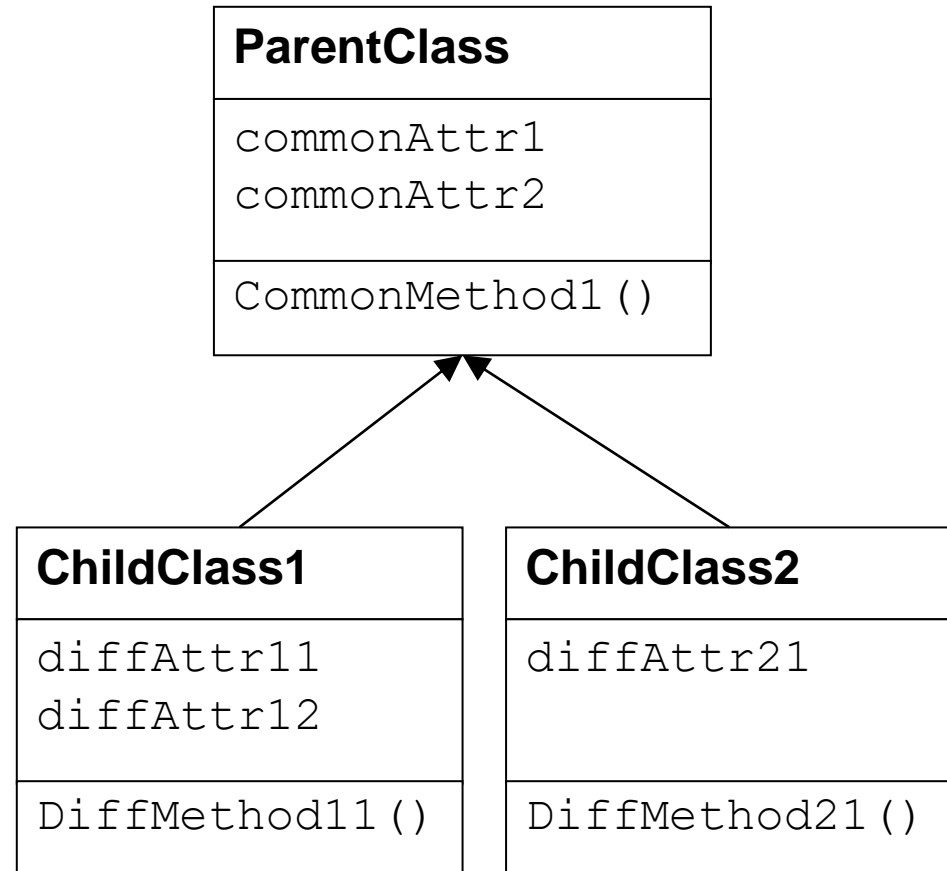 ParentClass
commonAttr1
commonAttr2
CommonMethod1()
ChildClass1
diffAttr11
diffAttr12
DiffMethod11()
ChildClass2
diffAttr21
DiffMethod21()